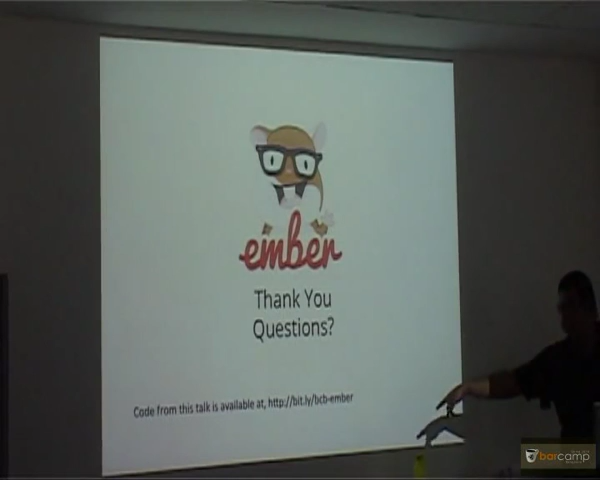 ember
Thank You
Questions?
Code from this talk is available at, http://bit.ly/bcb-ember
barcamp